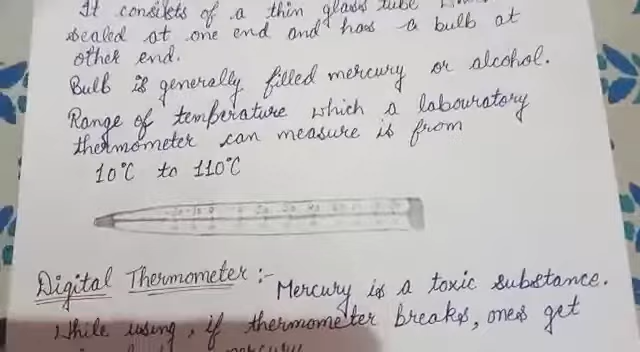 It consists of a thin glass tube
sealed at one end and has a bulb at
other end.
Bulb is generally filled mercury or alcohol.
Range of temperature which a labouratory
thermometer can measure is from
10°C to 110°C
Digital Thermometer :- Mercury is a toxic substance.
While using, if thermometer breaks, ones get
mercury